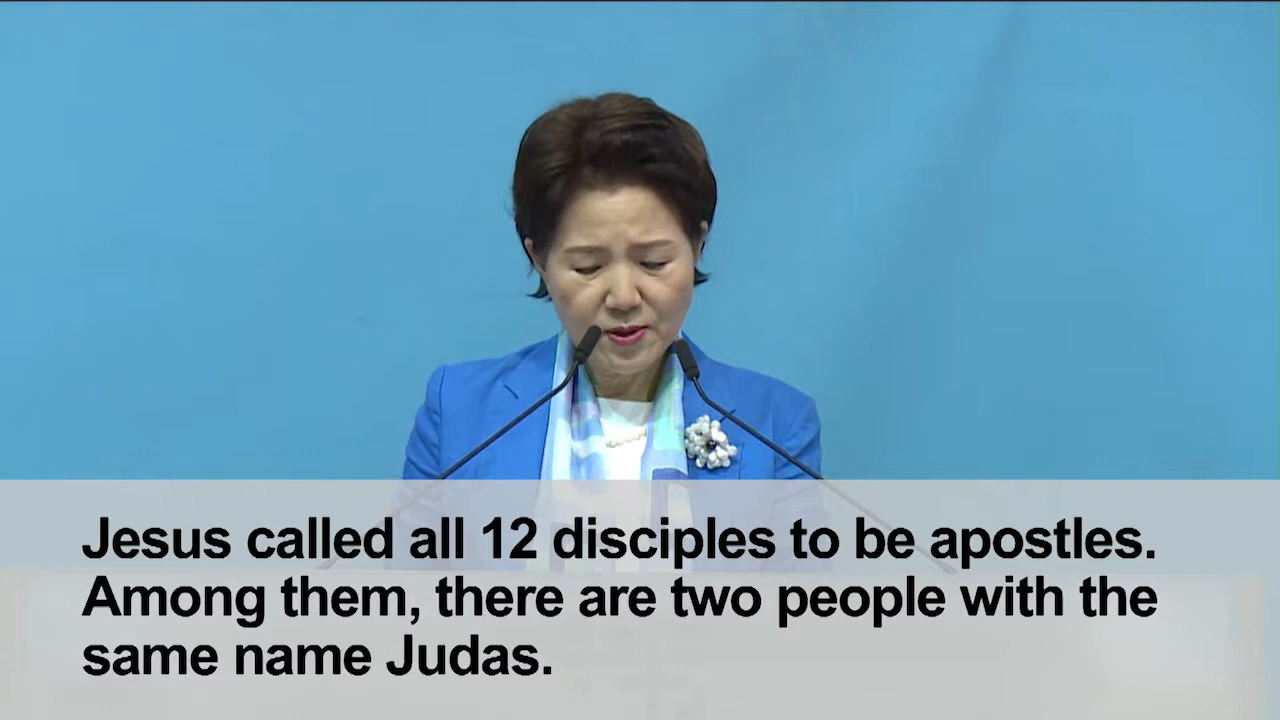 Jesus called all 12 disciples to be apostles.
Among them, there are two people with the
same name Judas.